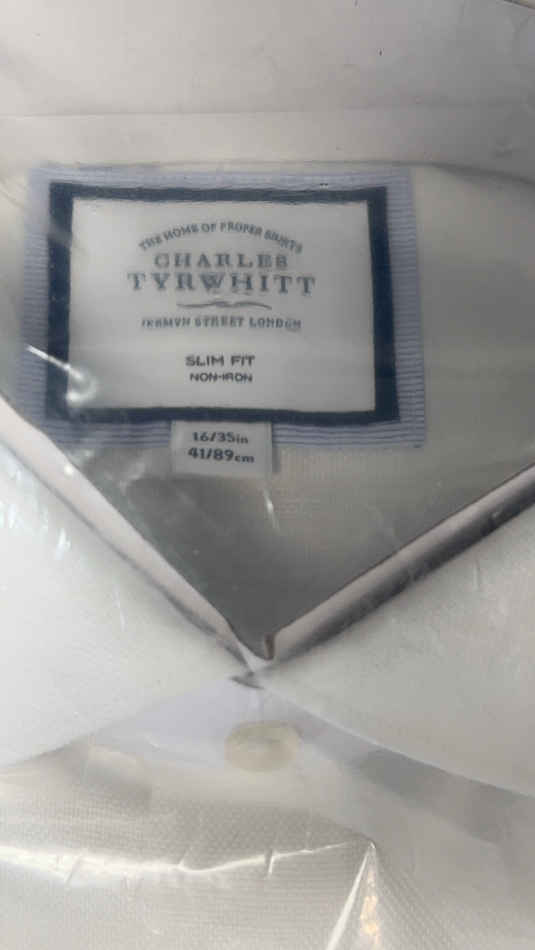 THE HOME OF PROPER SHIRTS
CHARLES
TYRWHITT
JERMYN STREET LONDON
SLIM FIT
NON-IRON
16/35in
41/89cm